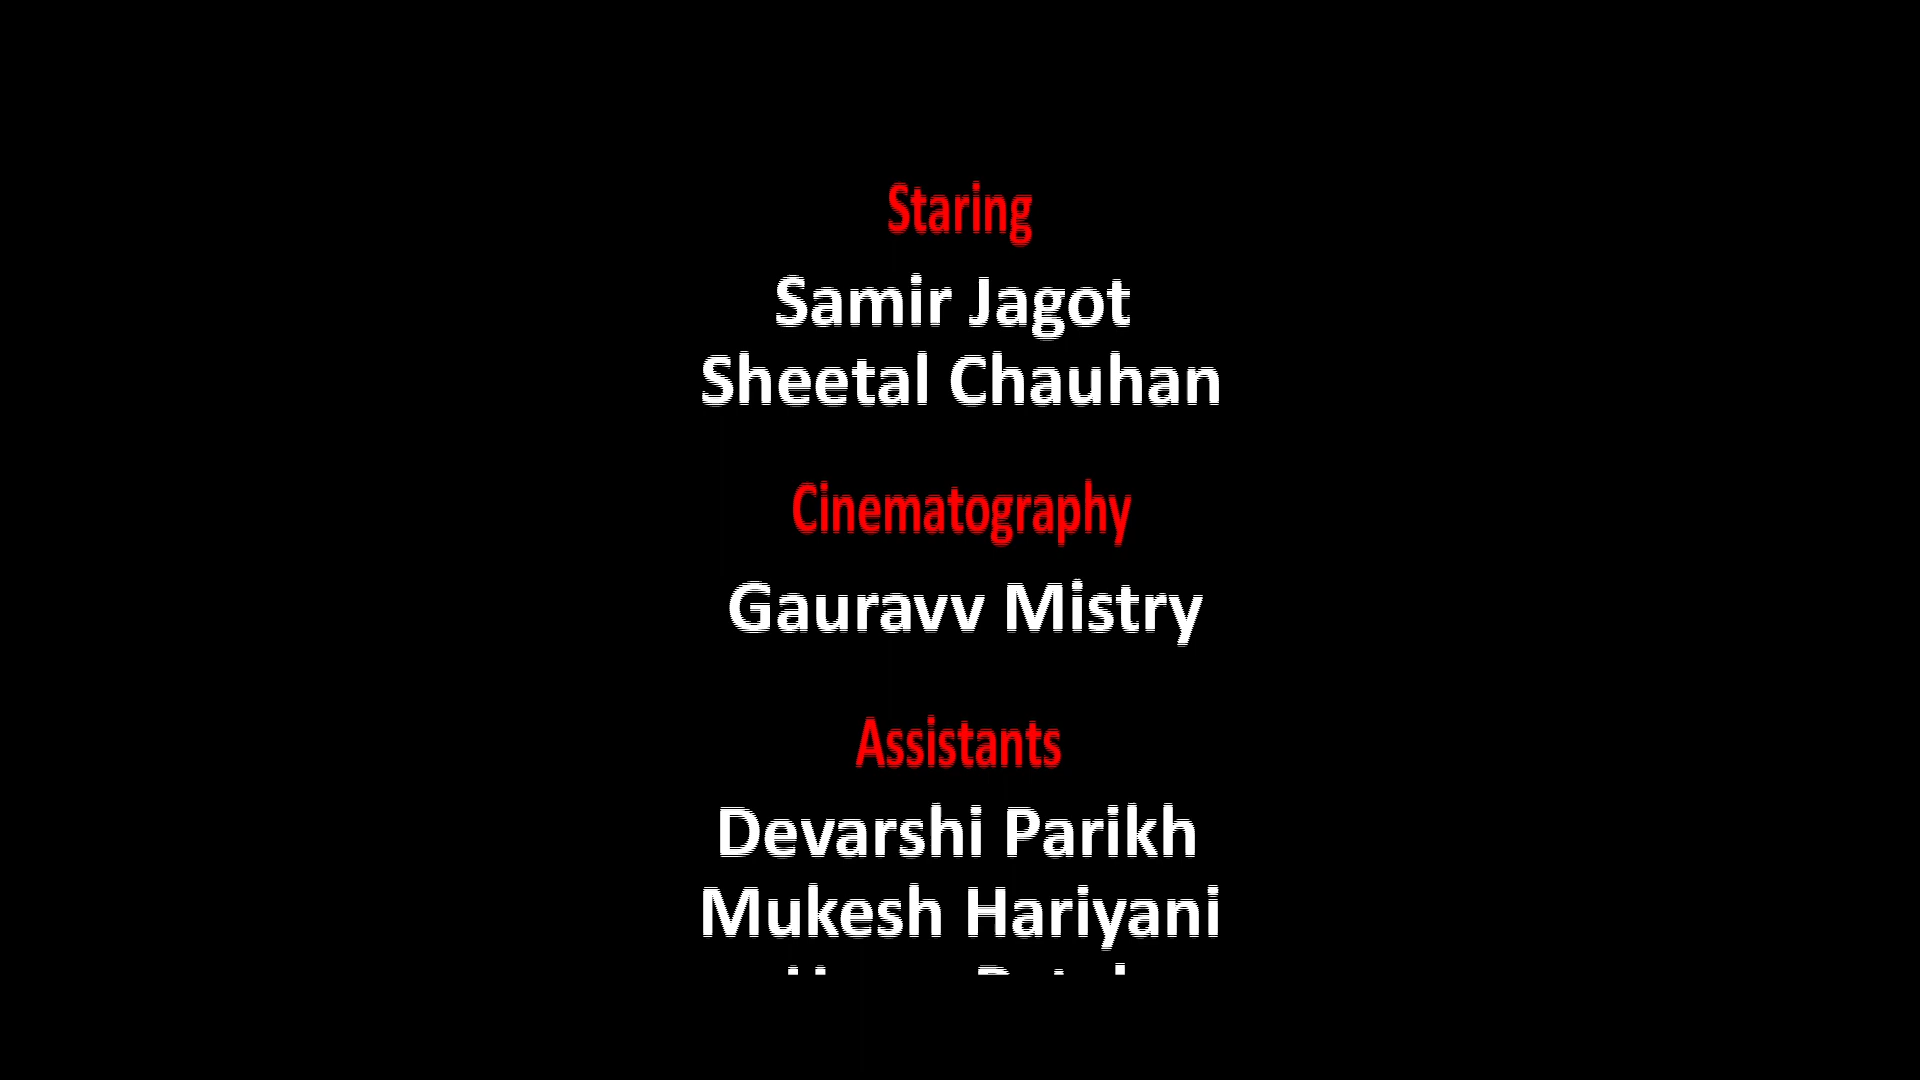 Staring
Samir Jagot
Sheetal Chauhan
Cinematography
Gauravv Mistry
Assistants
Devarshi Parikh
Mukesh Hariyani